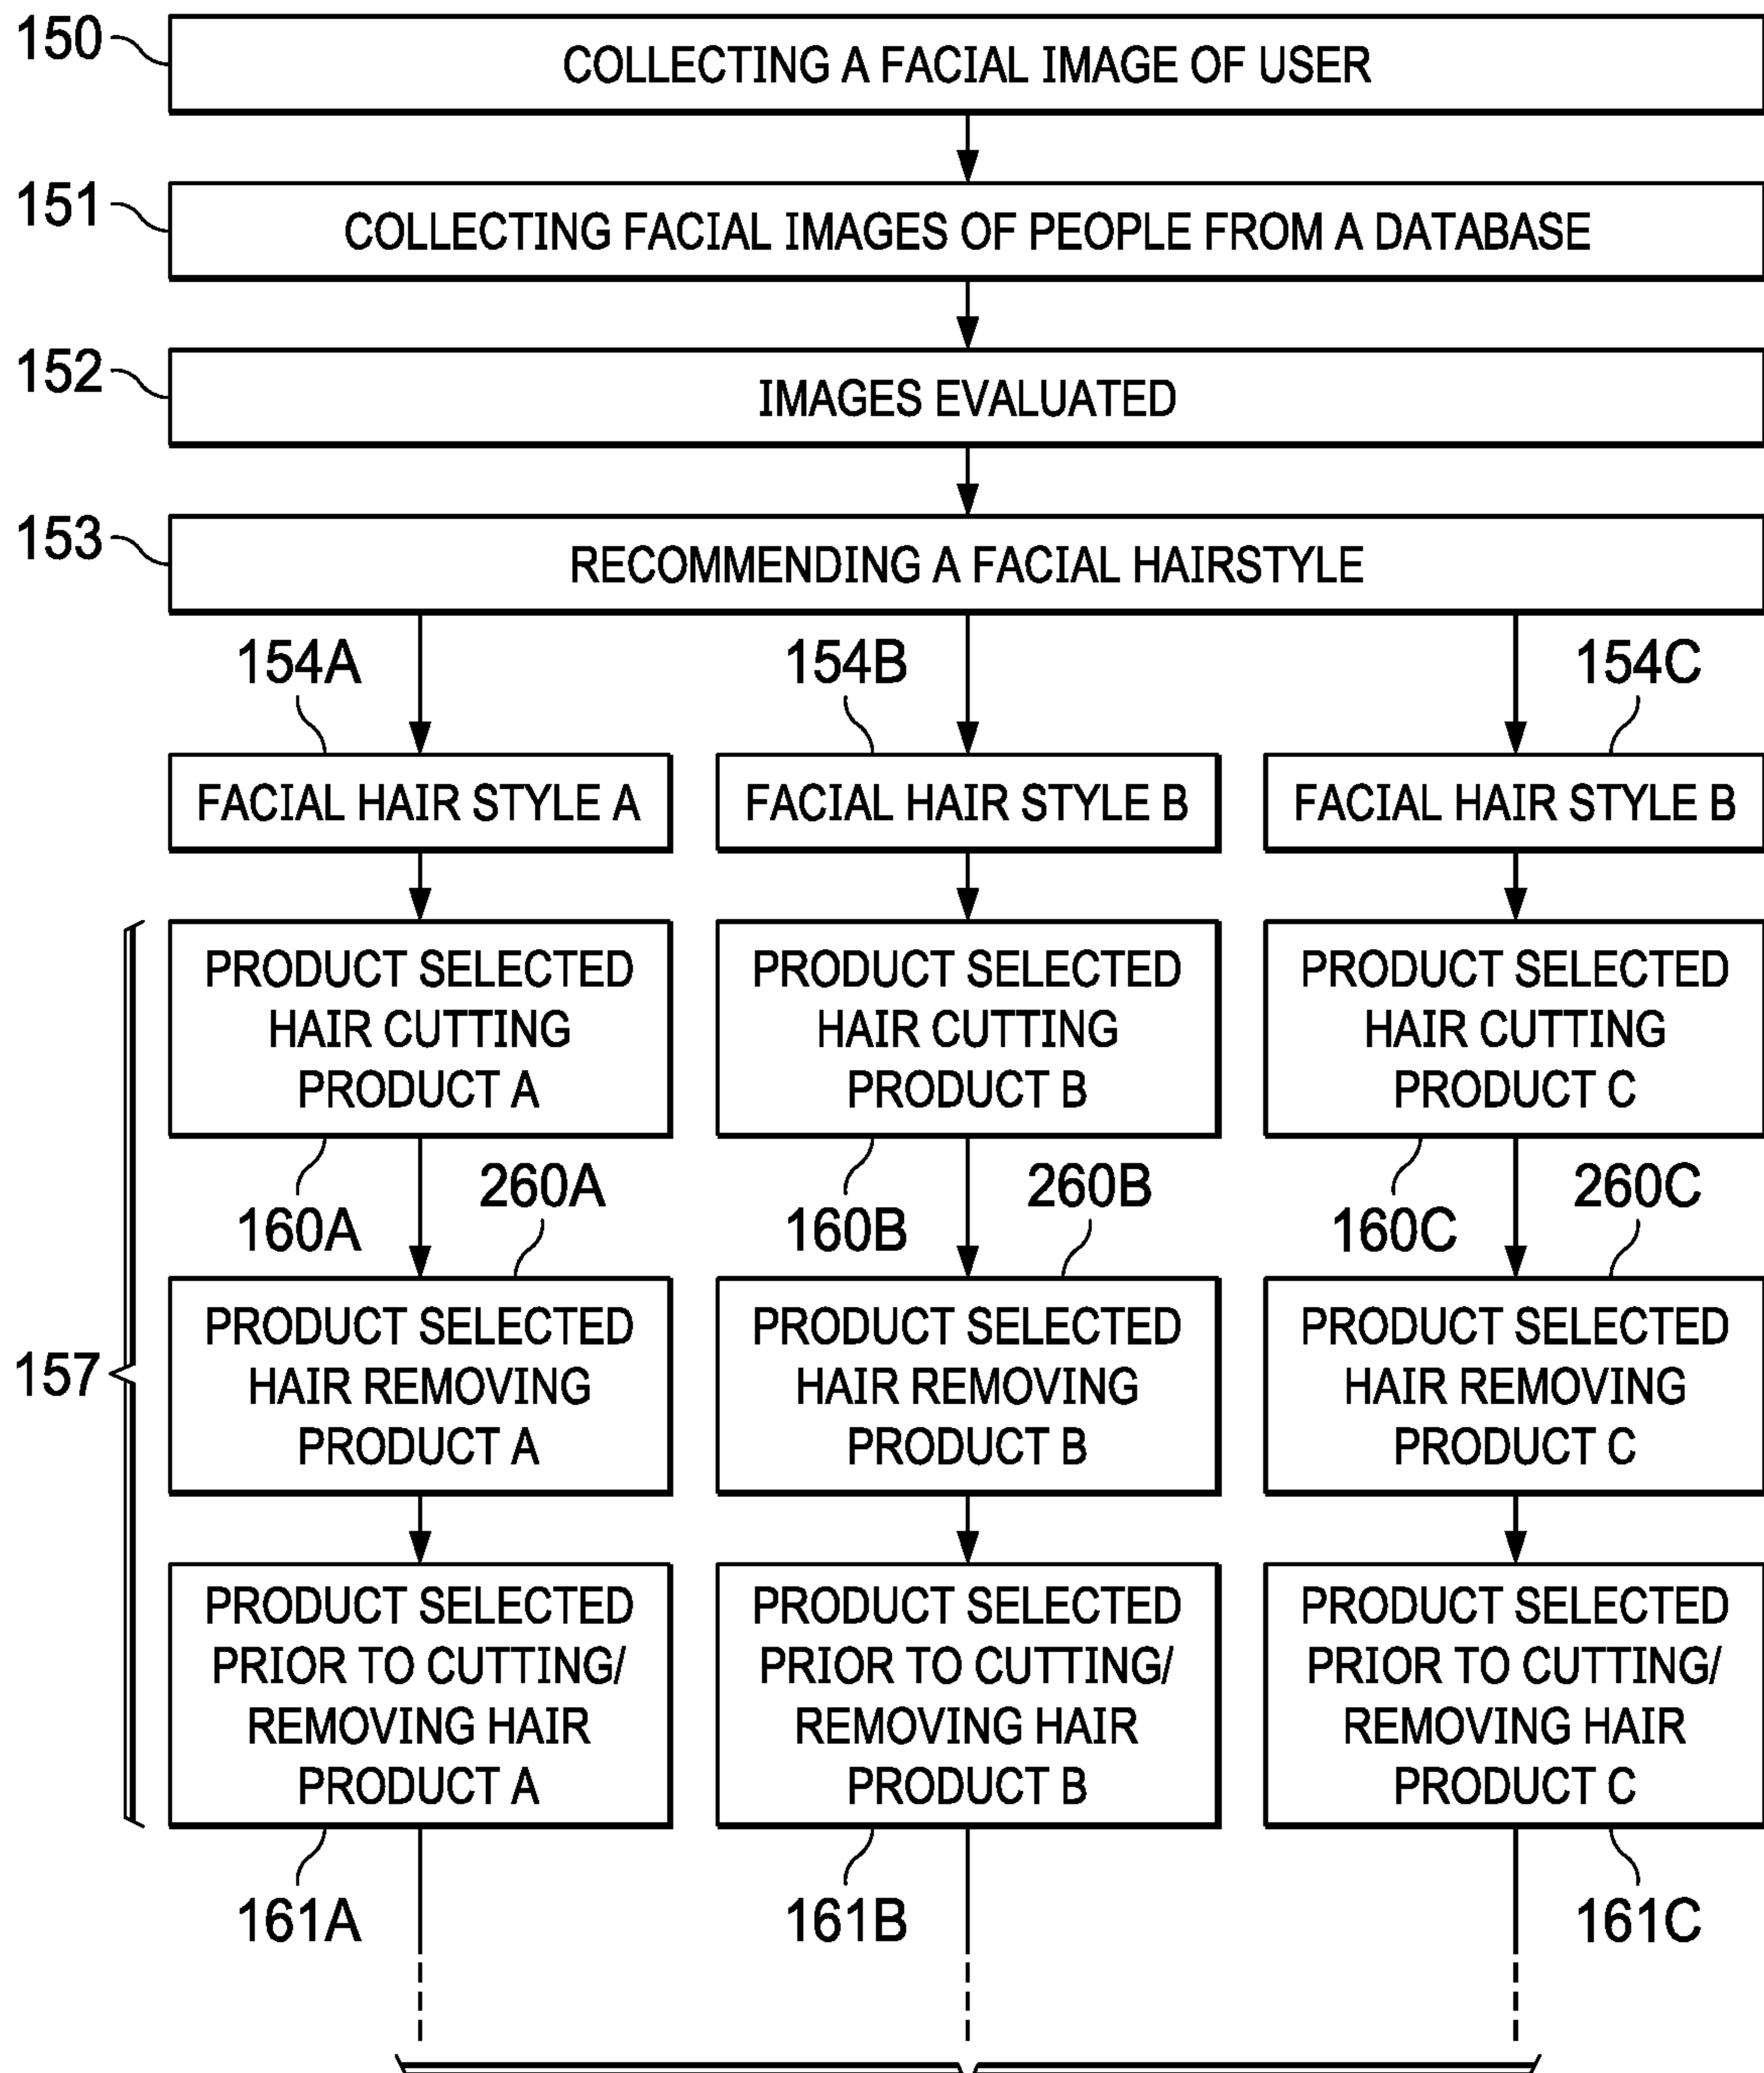 150
COLLECTING A FACIAL IMAGE OF USER
151
COLLECTING FACIAL IMAGES OF PEOPLE FROM A DATABASE
152
IMAGES EVALUATED
153
RECOMMENDING A FACIAL HAIRSTYLE
154A
154B
154C
FACIAL HAIR STYLE A
FACIAL HAIR STYLE B
FACIAL HAIR STYLE B
157
PRODUCT SELECTED
HAIR CUTTING
PRODUCT A
PRODUCT SELECTED
HAIR CUTTING
PRODUCT B
PRODUCT SELECTED
HAIR CUTTING
PRODUCT C
160A
260A
160B
260B
160C
260C
PRODUCT SELECTED
HAIR REMOVING
PRODUCT A
PRODUCT SELECTED
HAIR REMOVING
PRODUCT B
PRODUCT SELECTED
HAIR REMOVING
PRODUCT C
PRODUCT SELECTED
PRIOR TO CUTTING/
REMOVING HAIR
PRODUCT A
PRODUCT SELECTED
PRIOR TO CUTTING/
REMOVING HAIR
PRODUCT B
PRODUCT SELECTED
PRIOR TO CUTTING/
REMOVING HAIR
PRODUCT C
161A
161B
161C